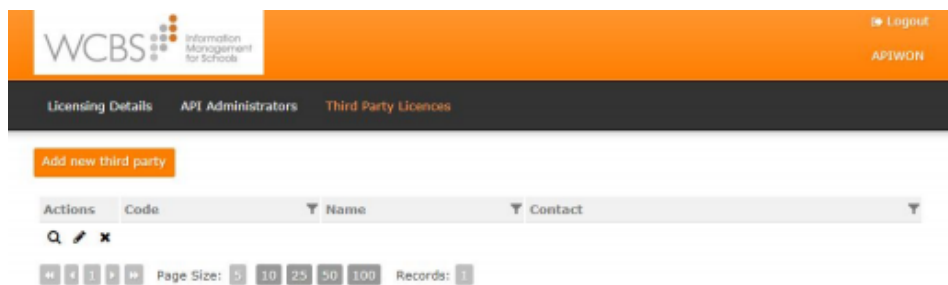 Logout
WCBS Information Management for Schools
APIWON
Licensing Details API Administrators Third Party Licences
Add new third party
Actions Code Name Contact
1 Page Size: 5 10 25 50 100 Records: 1